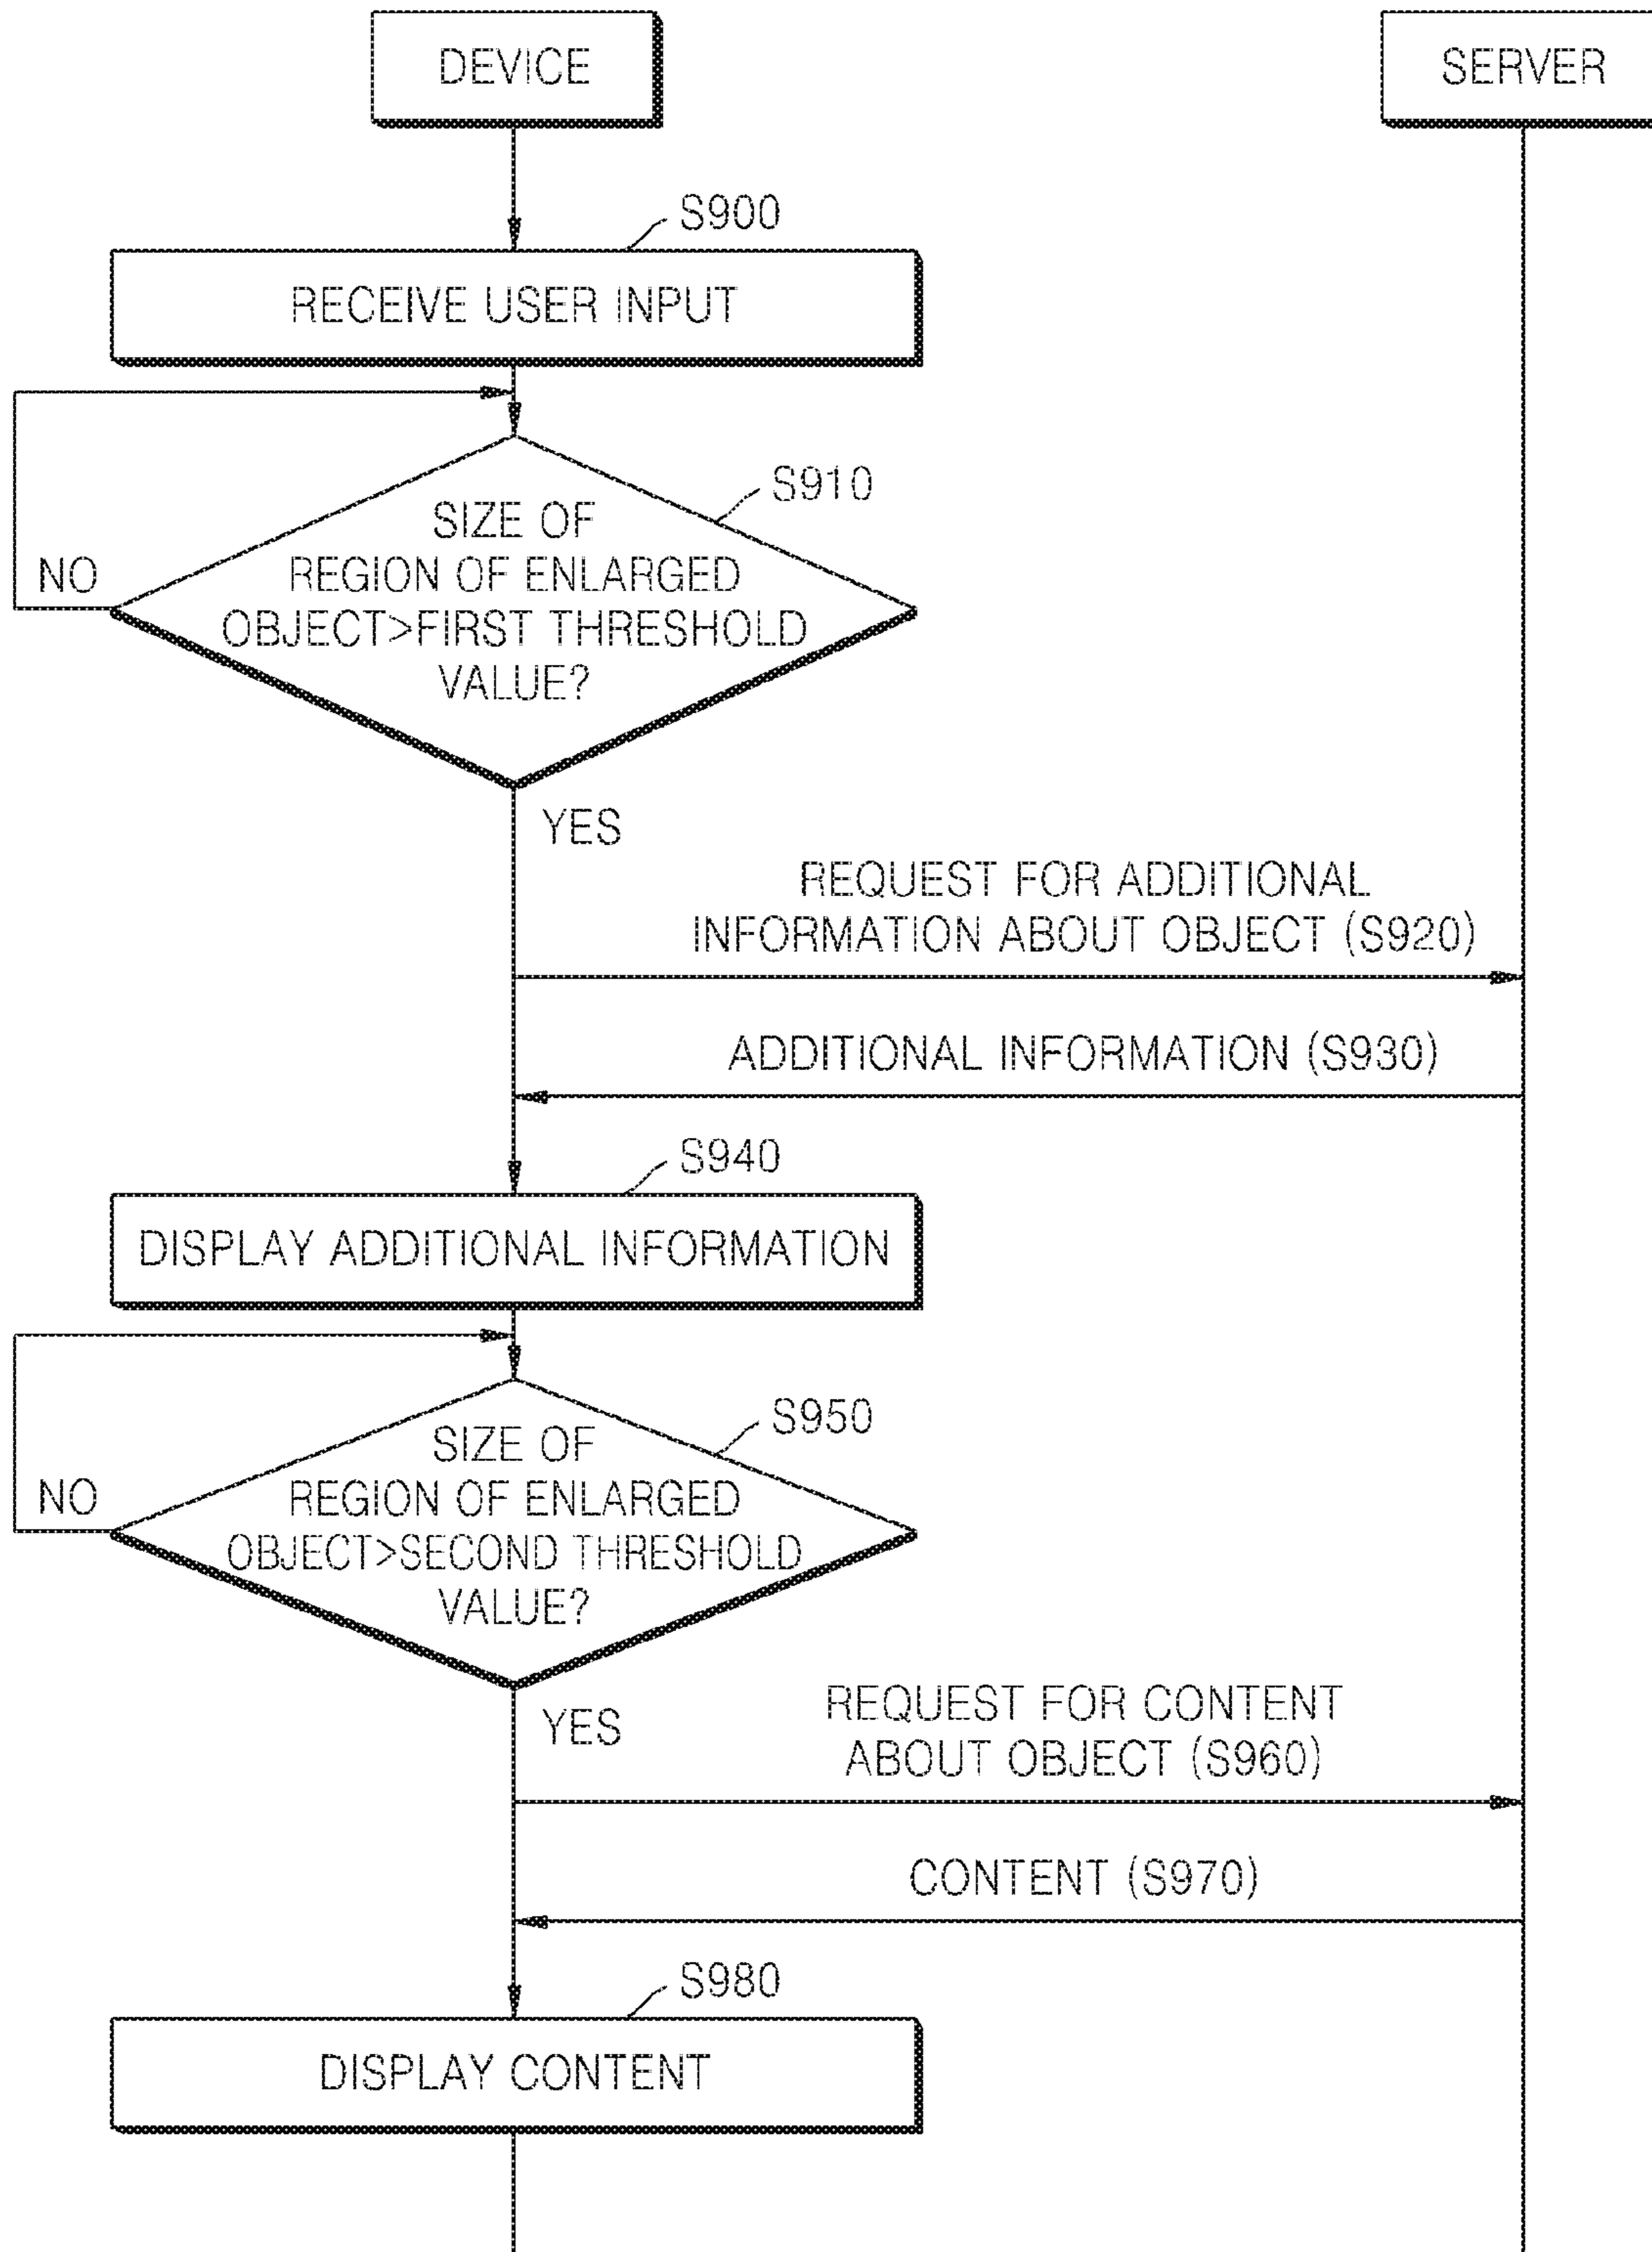 DEVICE
SERVER
S900
RECEIVE USER INPUT
S910
SIZE OF
REGION OF ENLARGED
OBJECT>FIRST THRESHOLD
VALUE?
NO
YES
REQUEST FOR ADDITIONAL
INFORMATION ABOUT OBJECT (S920)
ADDITIONAL INFORMATION (S930)
S940
DISPLAY ADDITIONAL INFORMATION
S950
SIZE OF
REGION OF ENLARGED
OBJECT>SECOND THRESHOLD
VALUE?
NO
YES
REQUEST FOR CONTENT
ABOUT OBJECT (S960)
CONTENT (S970)
S980
DISPLAY CONTENT